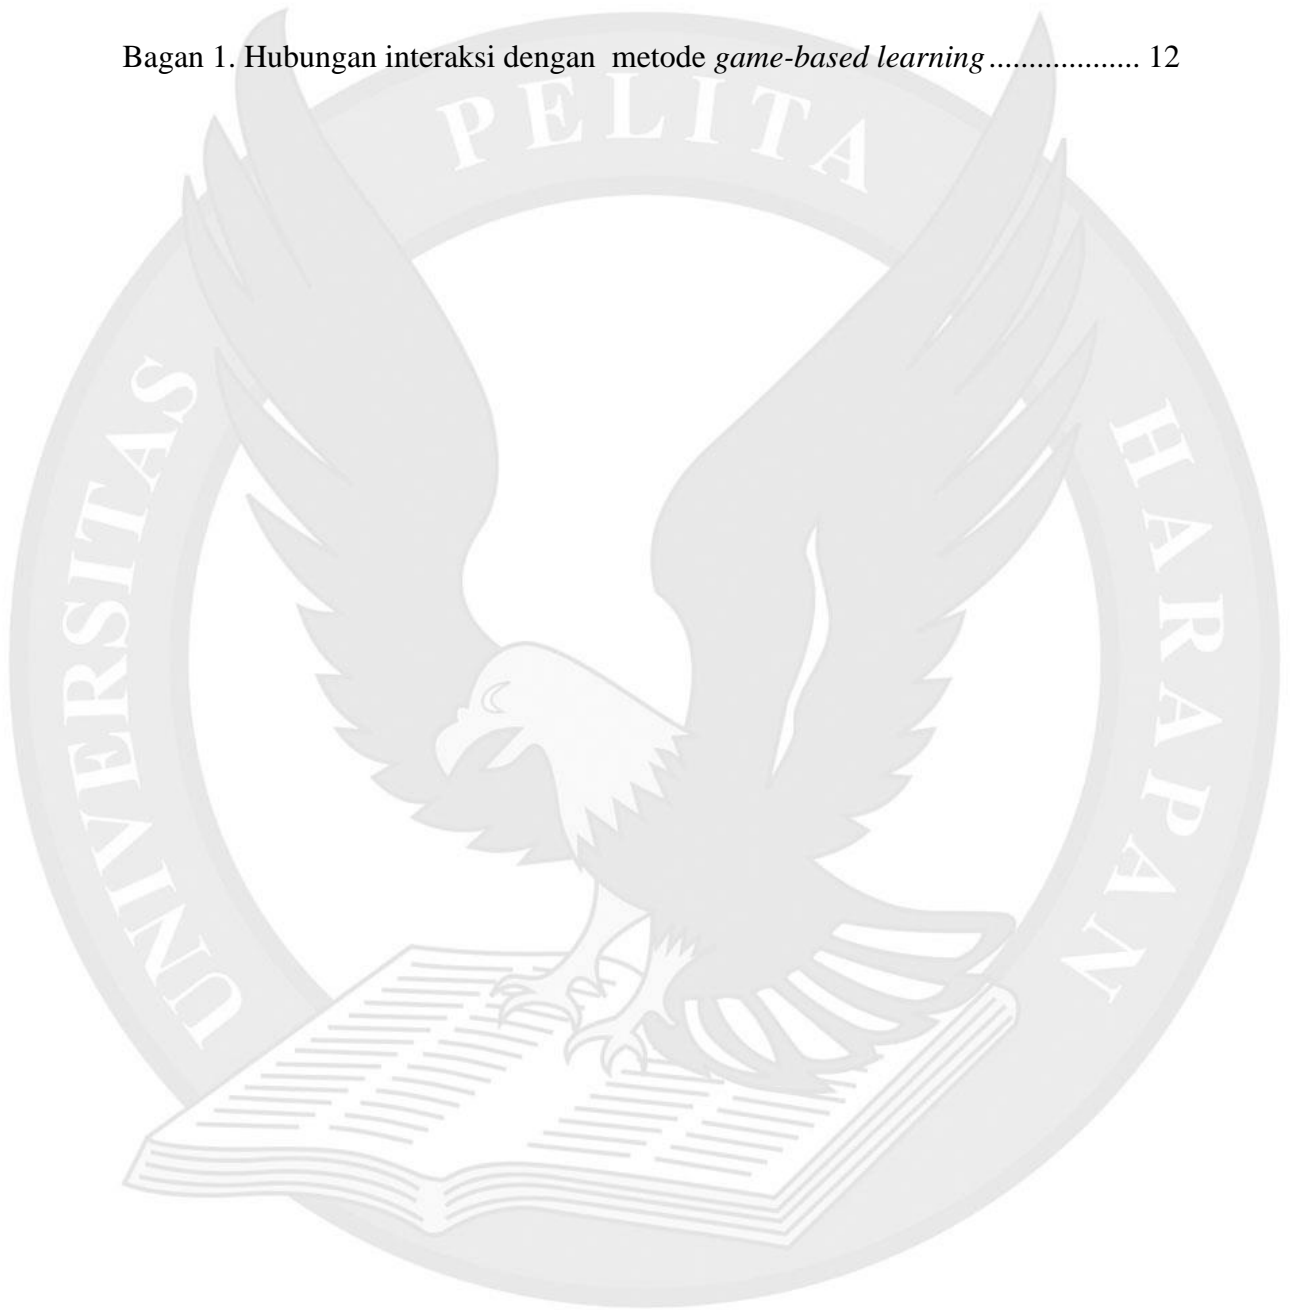 Bagan 1. Hubungan interaksi dengan  metode game-based learning ................... 12
UNIVERSITAS PELITA HARAPAN